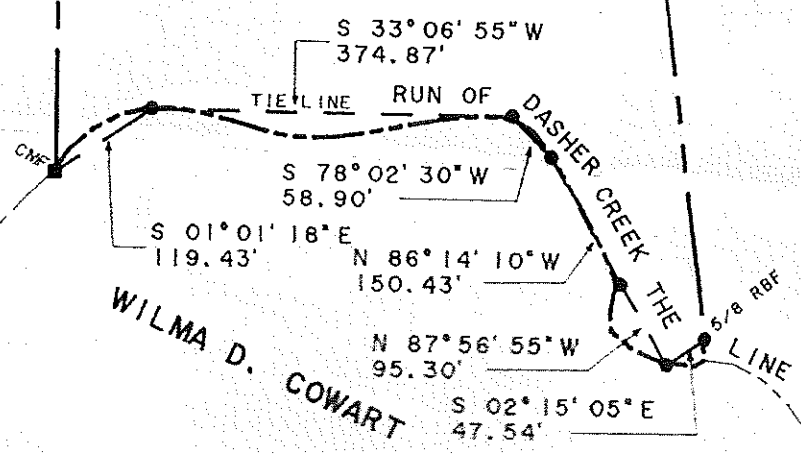 S 33° 06' 55" W
374.87'
TIE LINE
RUN OF DASHER CREEK THE LINE
CMF
S 78° 02' 30" W
58.90'
S 01° 01' 18" E
119.43'
N 86° 14' 10" W
150.43'
5/8 RBF
WILMA D. COWART
N 87° 56' 55" W
95.30'
S 02° 15' 05" E
47.54'